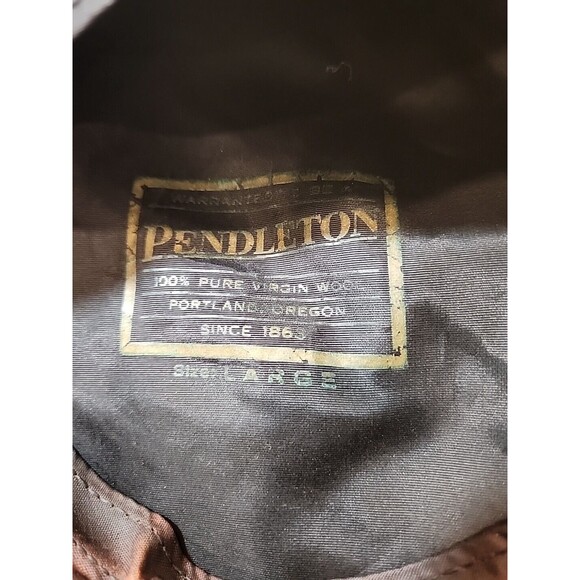 WARRANTED TO BE A
PENDLETON
100% PURE VIRGIN WOOL
PORTLAND, OREGON
SINCE 1863
Size: LARGE